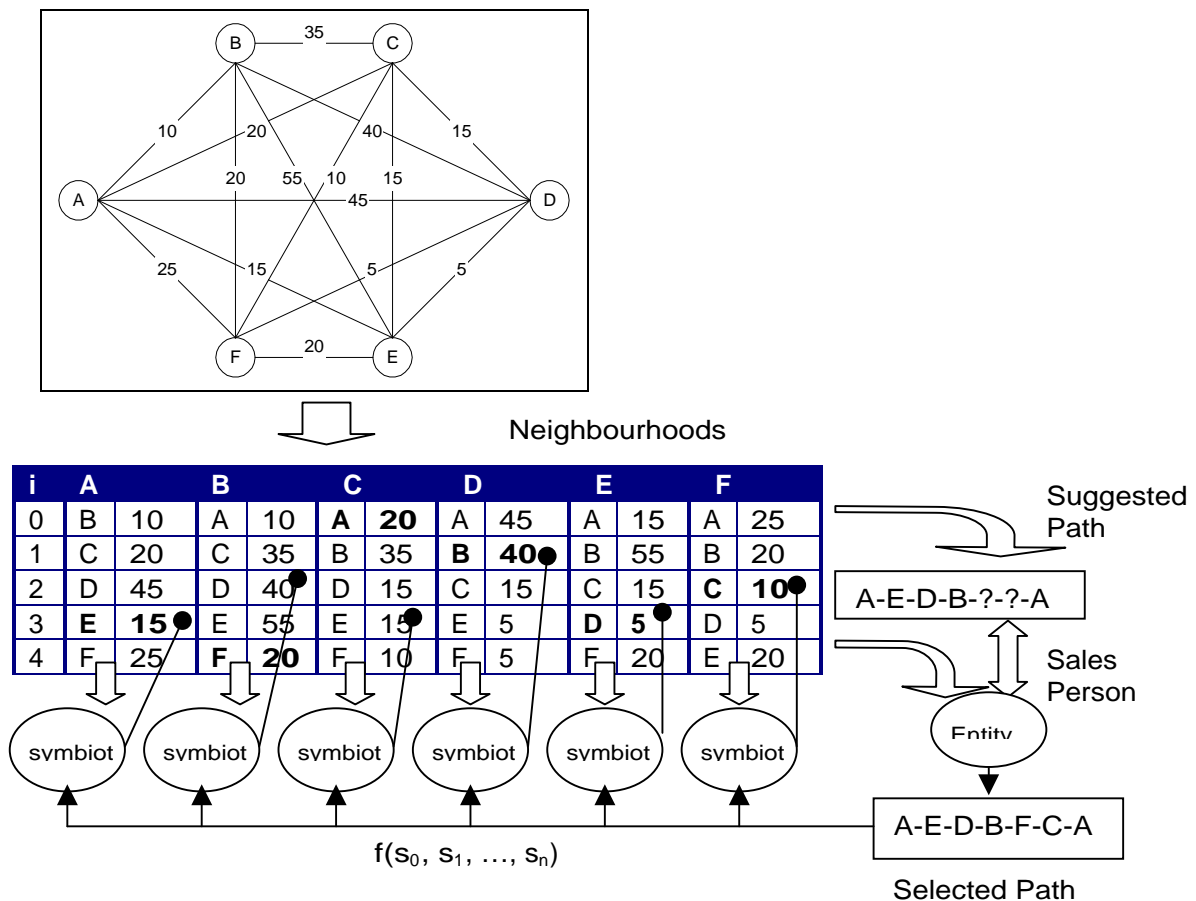 35
B
C
10
20
40
15
20
55
10
15
A
45
D
25
15
5
5
20
F
E
Neighbourhoods
i A B C D E F
0 B 10 A 10 A 20 A 45 A 15 A 25
1 C 20 C 35 B 35 B 40 B 55 B 20
2 D 45 D 40 D 15 C 15 C 15 C 10
3 E 15 E 55 E 15 E 5 D 5 D 5
4 F 25 F 20 F 10 F 5 F 20 E 20
Suggested
Path
A-E-D-B-?-?-A
Sales
Person
Entity
symbiot symbiot symbiot symbiot symbiot symbiot
A-E-D-B-F-C-A
f(s₀, s₁, …, sₙ)
Selected Path